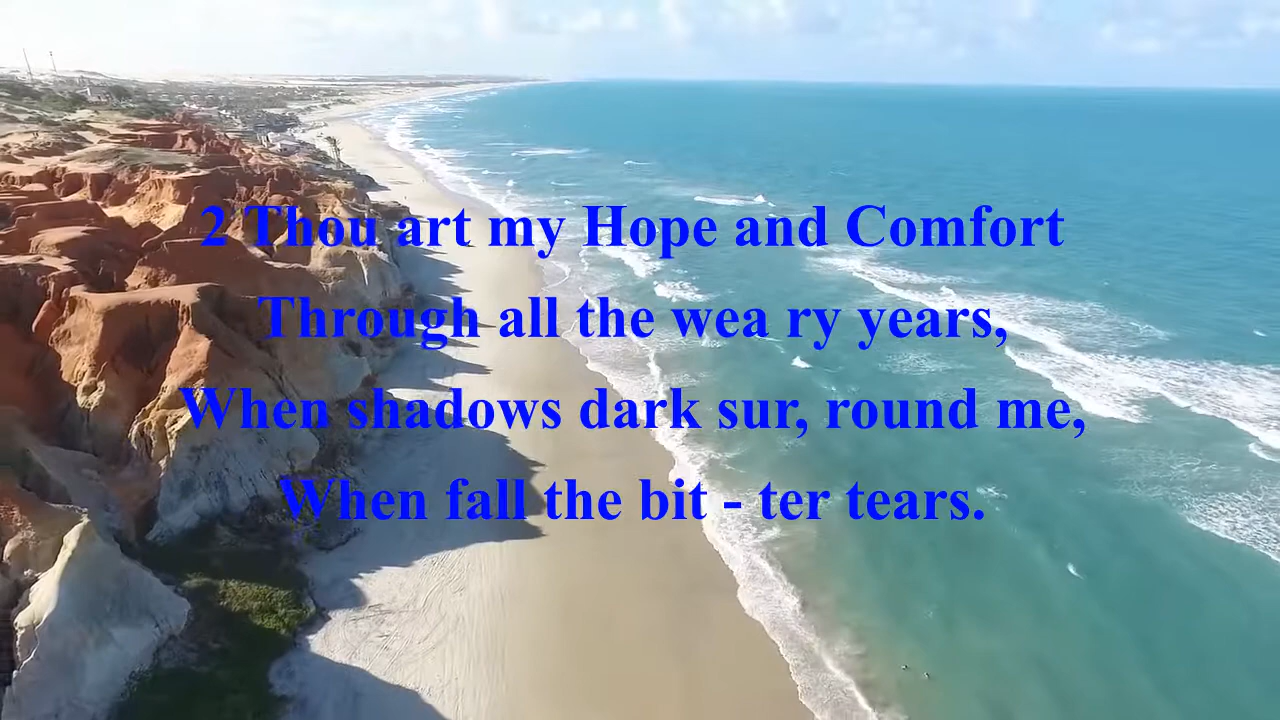 2 Thou art my Hope and Comfort
Through all the wea ry years,
When shadows dark sur, round me,
When fall the bit - ter tears.